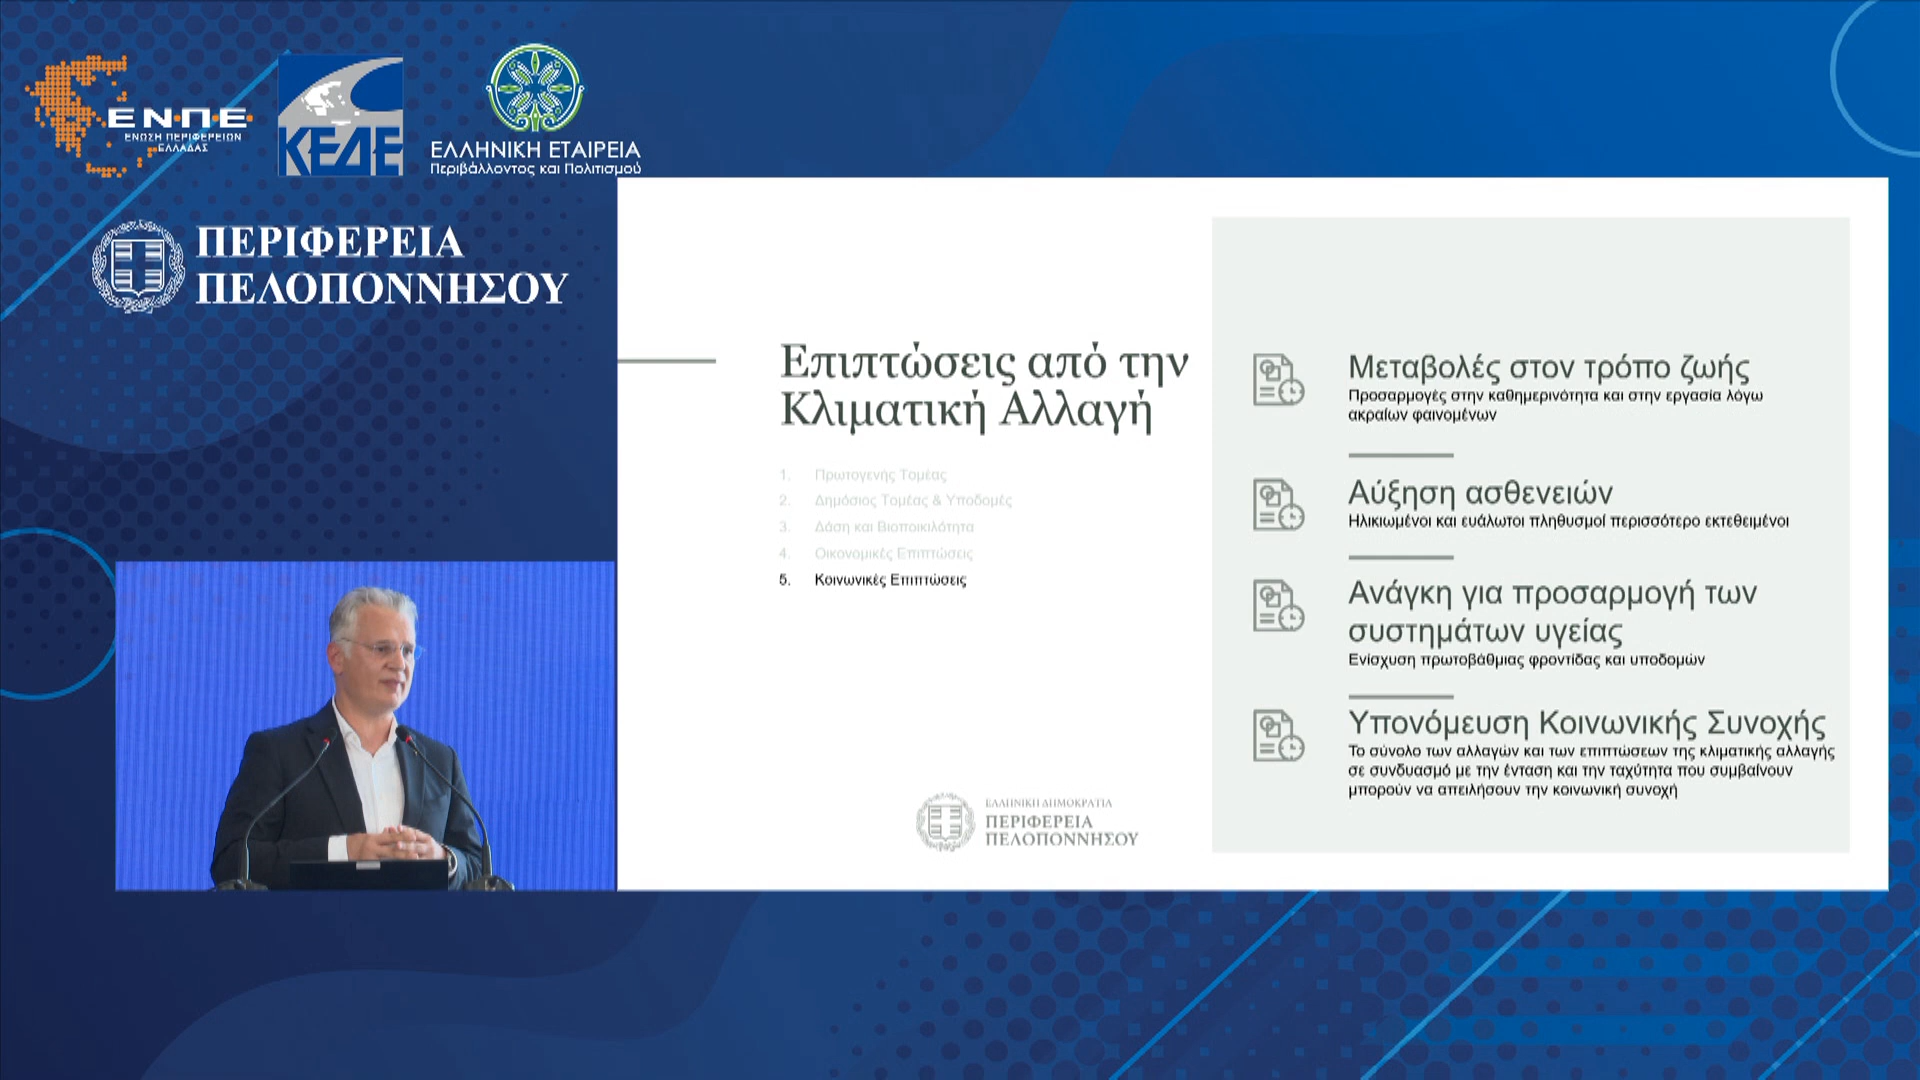 ΕΝΠΕ
ΕΝΩΣΗ ΠΕΡΙΦΕΡΕΙΩΝ
ΕΛΛΑΔΑΣ
ΚΕΔΕ
ΕΛΛΗΝΙΚΗ ΕΤΑΙΡΕΙΑ
Περιβάλλοντος και Πολιτισμού
ΠΕΡΙΦΕΡΕΙΑ
ΠΕΛΟΠΟΝΝΗΣΟΥ
Επιπτώσεις από την
Κλιματική Αλλαγή
1. Πρωτογενής Τομέας
2. Δημόσιος Τομέας & Υποδομές
3. Δάση και Βιοποικιλότητα
4. Οικονομικές Επιπτώσεις
5. Κοινωνικές Επιπτώσεις
ΕΛΛΗΝΙΚΗ ΔΗΜΟΚΡΑΤΙΑ
ΠΕΡΙΦΕΡΕΙΑ
ΠΕΛΟΠΟΝΝΗΣΟΥ
Μεταβολές στον τρόπο ζωής
Προσαρμογές στην καθημερινότητα και στην εργασία λόγω
ακραίων φαινομένων
Αύξηση ασθενειών
Ηλικιωμένοι και ευάλωτοι πληθυσμοί περισσότερο εκτεθειμένοι
Ανάγκη για προσαρμογή των
συστημάτων υγείας
Ενίσχυση πρωτοβάθμιας φροντίδας και υποδομών
Υπονόμευση Κοινωνικής Συνοχής
Το σύνολο των αλλαγών και των επιπτώσεων της κλιματικής αλλαγής
σε συνδυασμό με την ένταση και την ταχύτητα που συμβαίνουν
μπορούν να απειλήσουν την κοινωνική συνοχή